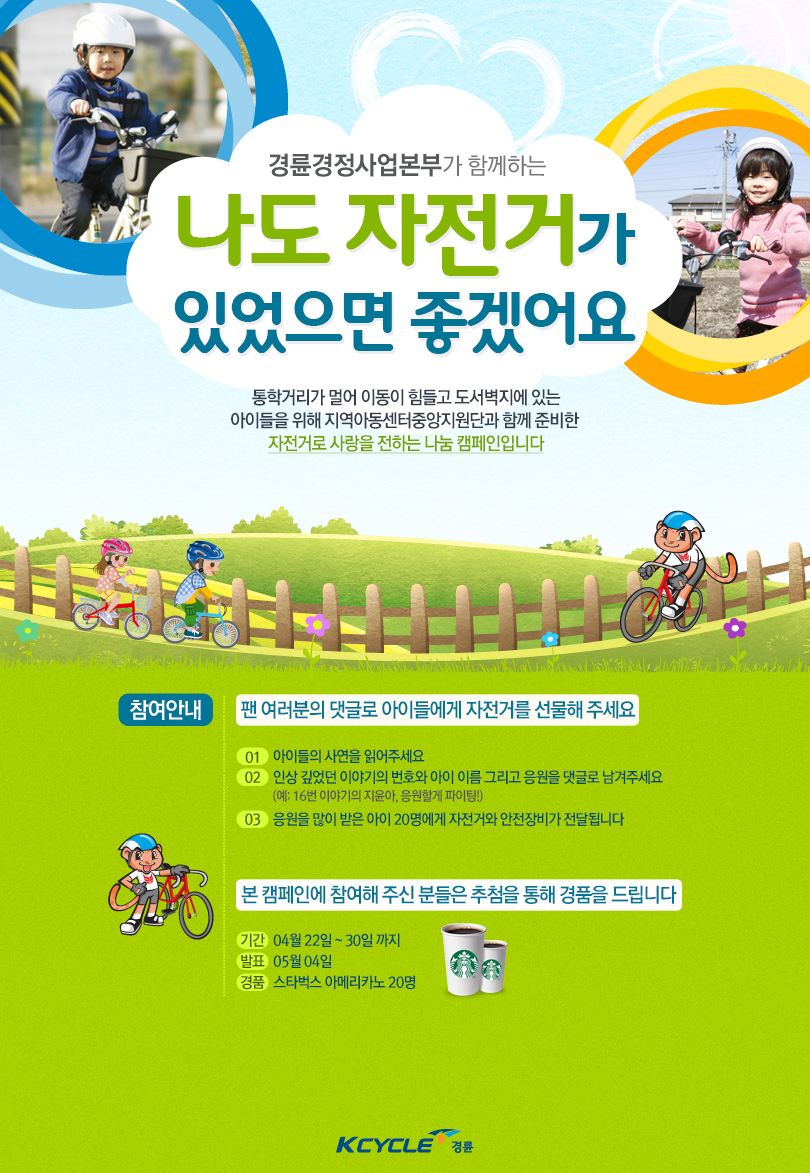 경륜경정사업본부가 함께하는
나도 자전거가
있었으면 좋겠어요
통학거리가 멀어 이동이 힘들고 도서벽지에 있는
아이들을 위해 지역아동센터중앙지원단과 함께 준비한
자전거로 사랑을 전하는 나눔 캠페인입니다
참여안내
팬 여러분의 댓글로 아이들에게 자전거를 선물해 주세요
01 아이들의 사연을 읽어주세요
02 인상 깊었던 이야기의 번호와 아이 이름 그리고 응원을 댓글로 남겨주세요
(예: 16번 이야기의 지윤아, 응원할게 파이팅!)
03 응원을 많이 받은 아이 20명에게 자전거와 안전장비가 전달됩니다
본 캠페인에 참여해 주신 분들은 추첨을 통해 경품을 드립니다
기간 04월 22일 ~ 30일 까지
발표 05월 04일
경품 스타벅스 아메리카노 20명
KCYCLE 경륜